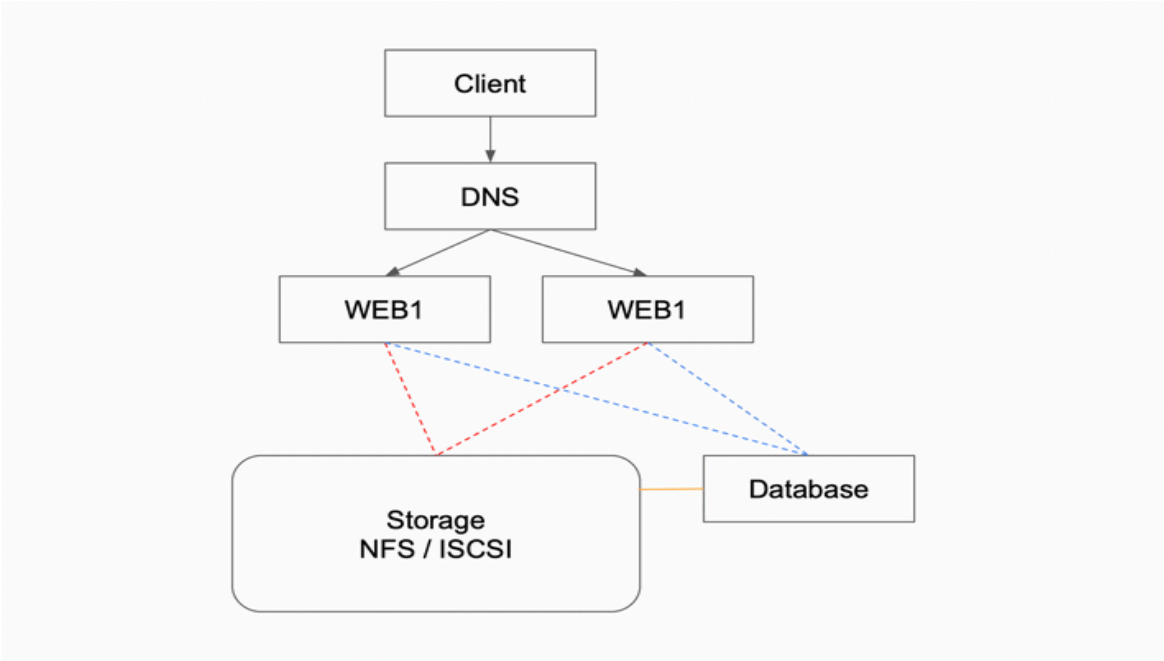 Client
DNS
WEB1
WEB1
Storage
NFS / ISCSI
Database